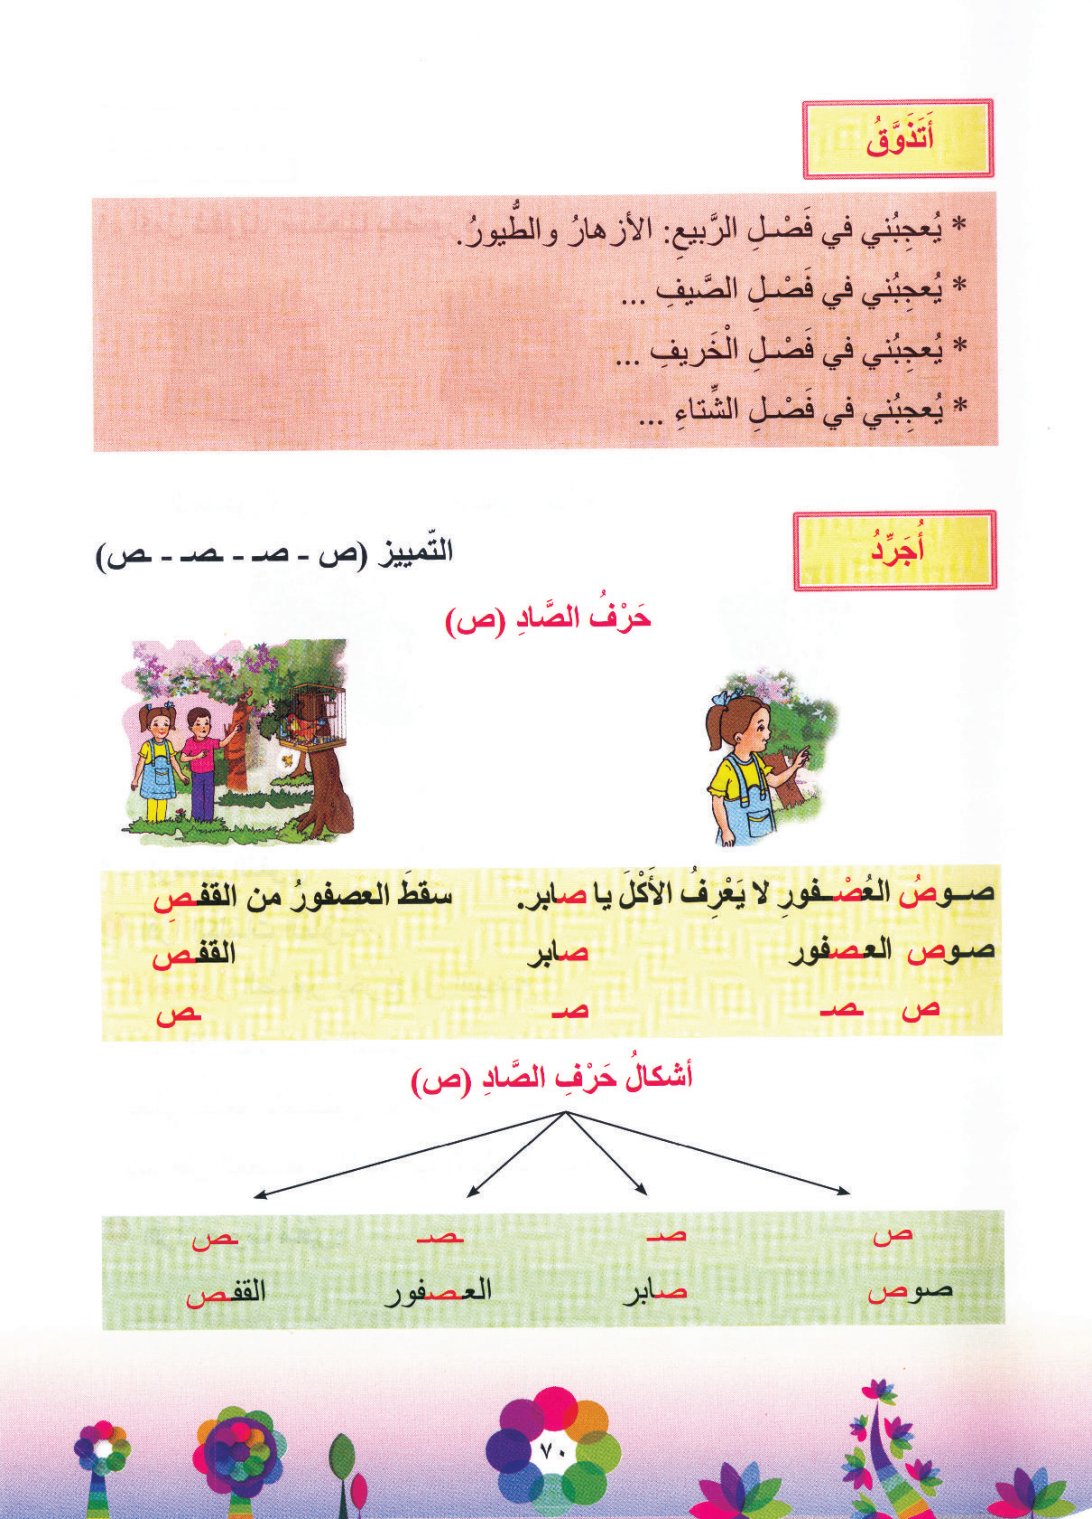 أَتَذَوَّقُ
* يُعجِبُني في فَصْلِ الرَّبيعِ: الأزهارُ والطُّيورُ.
* يُعجِبُني في فَصْلِ الصَّيفِ ...
* يُعجِبُني في فَصْلِ الْخَريفِ ...
* يُعجِبُني في فَصْلِ الشِّتاءِ ...
أُجَرِّدُ
التّمييز (ص - صـ - ـصـ - ـص)
حَرْفُ الصَّادِ (ص)
صوصُ العُصْفورِ لا يَعْرِفُ الأَكْلَ يا صابر. سقطَ العصفورُ من القفصِ
صوص العصفور صابر القفص
ص ـصـ صـ ـص
أشكالُ حَرْفِ الصَّادِ (ص)
ص صـ ـصـ ـص
صوص صابر العصفور القفص
٧٠